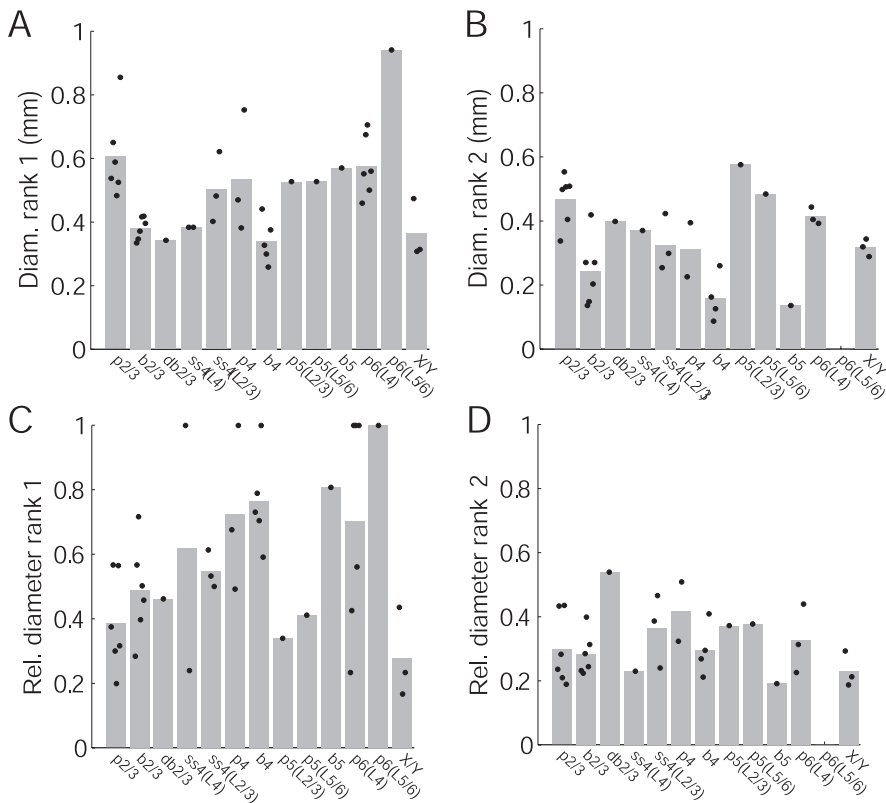 A
Diam. rank 1 (mm)
1
0.8
0.6
0.4
0.2
0
p2/3
b2/3
db2/3
ss4(L4)
ss4(L2/3)
p4
b4
p5(L2/3)
p5(L5/6)
b5
p6(L4)
p6(L5/6)
X/Y
B
Diam. rank 2 (mm)
1
0.8
0.6
0.4
0.2
0
p2/3
b2/3
db2/3
ss4(L4)
ss4(L2/3
p4
b4
p5(L2/3)
p5(L5/6)
b5
p6(L4)
p6(L5/6)
X/Y
C
Rel. diameter rank 1
1
0.8
0.6
0.4
0.2
0
p2/3
b2/3
db2/3
ss4(L4)
ss4(L2/3)
p4
b4
p5(L2/3)
p5(L5/6)
b5
p6(L4)
p6(L5/6)
X/Y
D
Rel. diameter rank 2
1
0.8
0.6
0.4
0.2
0
p2/3
b2/3
db2/3
ss4(L4)
ss4(L2/3)
p4
b4
p5(L2/3)
p5(L5/6)
b5
p6(L4)
p6(L5/6)
X/Y